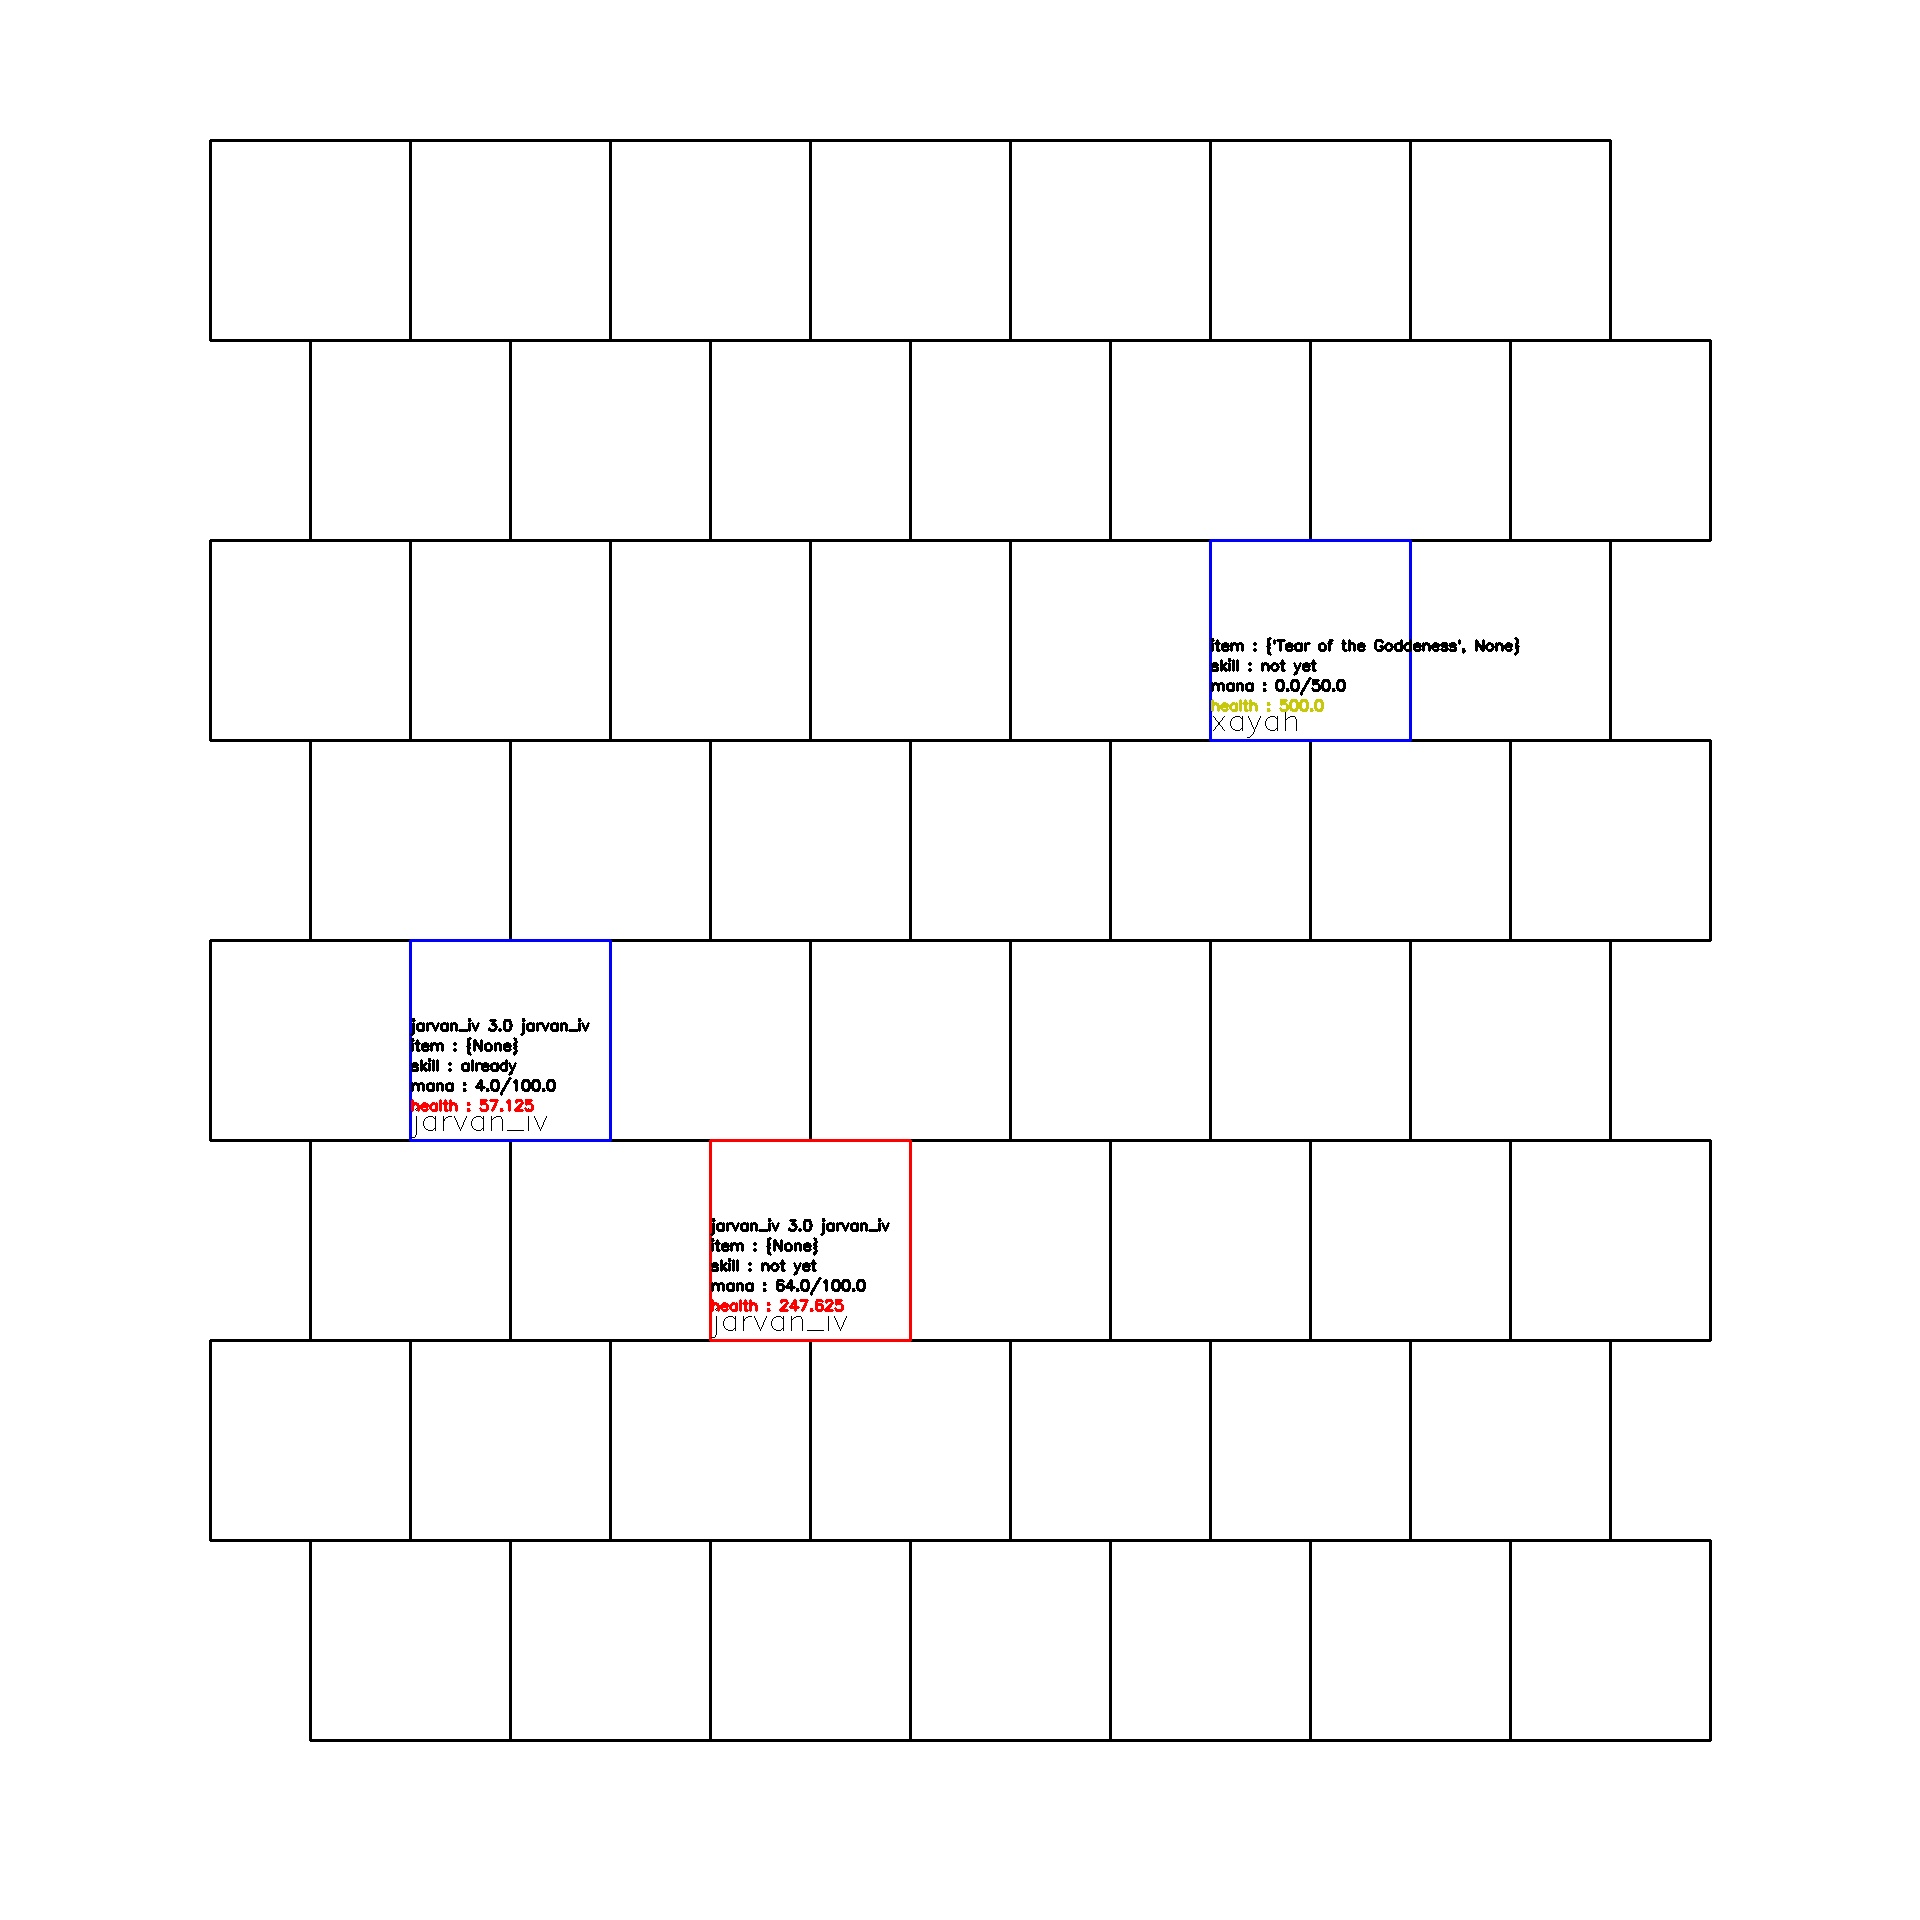 item : {'Tear of the Goddeness', None}
skill : not yet
mana : 0.0/50.0
health : 500.0
xayah
jarvan_iv 3.0 jarvan_iv
item : {None}
skill : already
mana : 4.0/100.0
health : 57.125
jarvan_iv
jarvan_iv 3.0 jarvan_iv
item : {None}
skill : not yet
mana : 64.0/100.0
health : 247.625
jarvan_iv